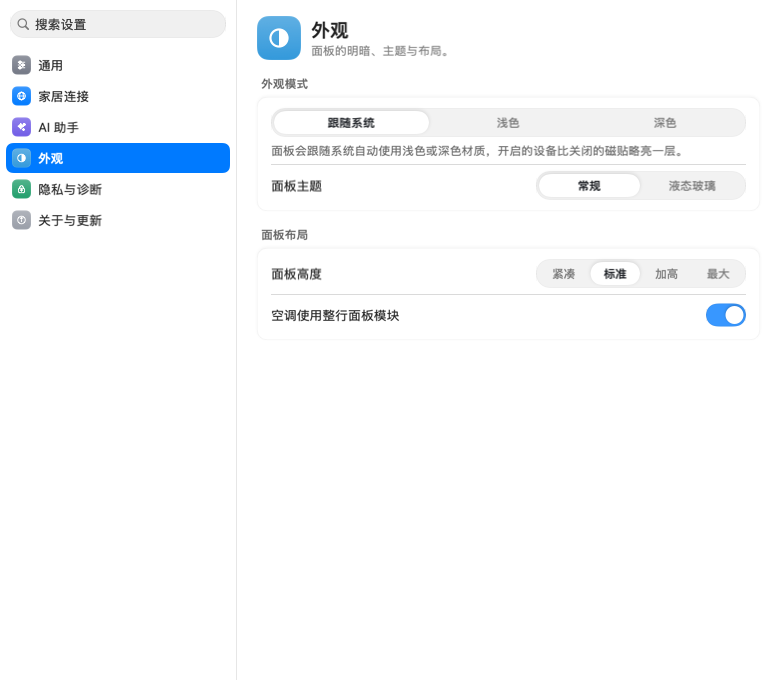 搜索设置
通用
家居连接
AI 助手
外观
隐私与诊断
关于与更新
外观
面板的明暗、主题与布局。
外观模式
跟随系统 浅色 深色
面板会跟随系统自动使用浅色或深色材质，开启的设备比关闭的磁贴略亮一层。
面板主题 常规 液态玻璃
面板布局
面板高度 紧凑 标准 加高 最大
空调使用整行面板模块